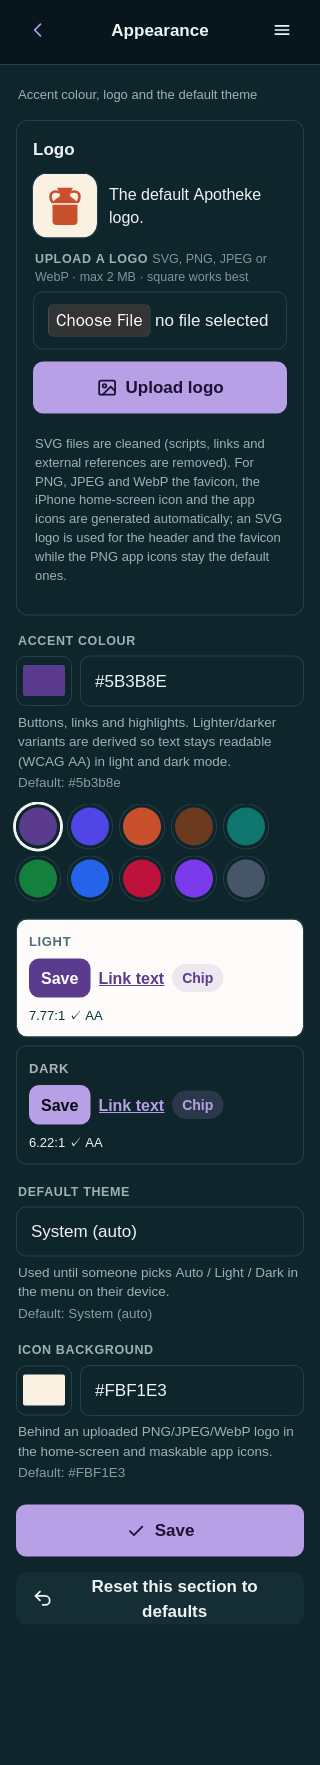 Appearance
Accent colour, logo and the default theme
Logo
The default Apotheke
logo.
UPLOAD A LOGO SVG, PNG, JPEG or
WebP · max 2 MB · square works best
Choose File no file selected
Upload logo
SVG files are cleaned (scripts, links and
external references are removed). For
PNG, JPEG and WebP the favicon, the
iPhone home-screen icon and the app
icons are generated automatically; an SVG
logo is used for the header and the favicon
while the PNG app icons stay the default
ones.
ACCENT COLOUR
#5B3B8E
Buttons, links and highlights. Lighter/darker
variants are derived so text stays readable
(WCAG AA) in light and dark mode.
Default: #5b3b8e
LIGHT
Save Link text Chip
7.77:1 ✓ AA
DARK
Save Link text Chip
6.22:1 ✓ AA
DEFAULT THEME
System (auto)
Used until someone picks Auto / Light / Dark in
the menu on their device.
Default: System (auto)
ICON BACKGROUND
#FBF1E3
Behind an uploaded PNG/JPEG/WebP logo in
the home-screen and maskable app icons.
Default: #FBF1E3
Save
Reset this section to
defaults